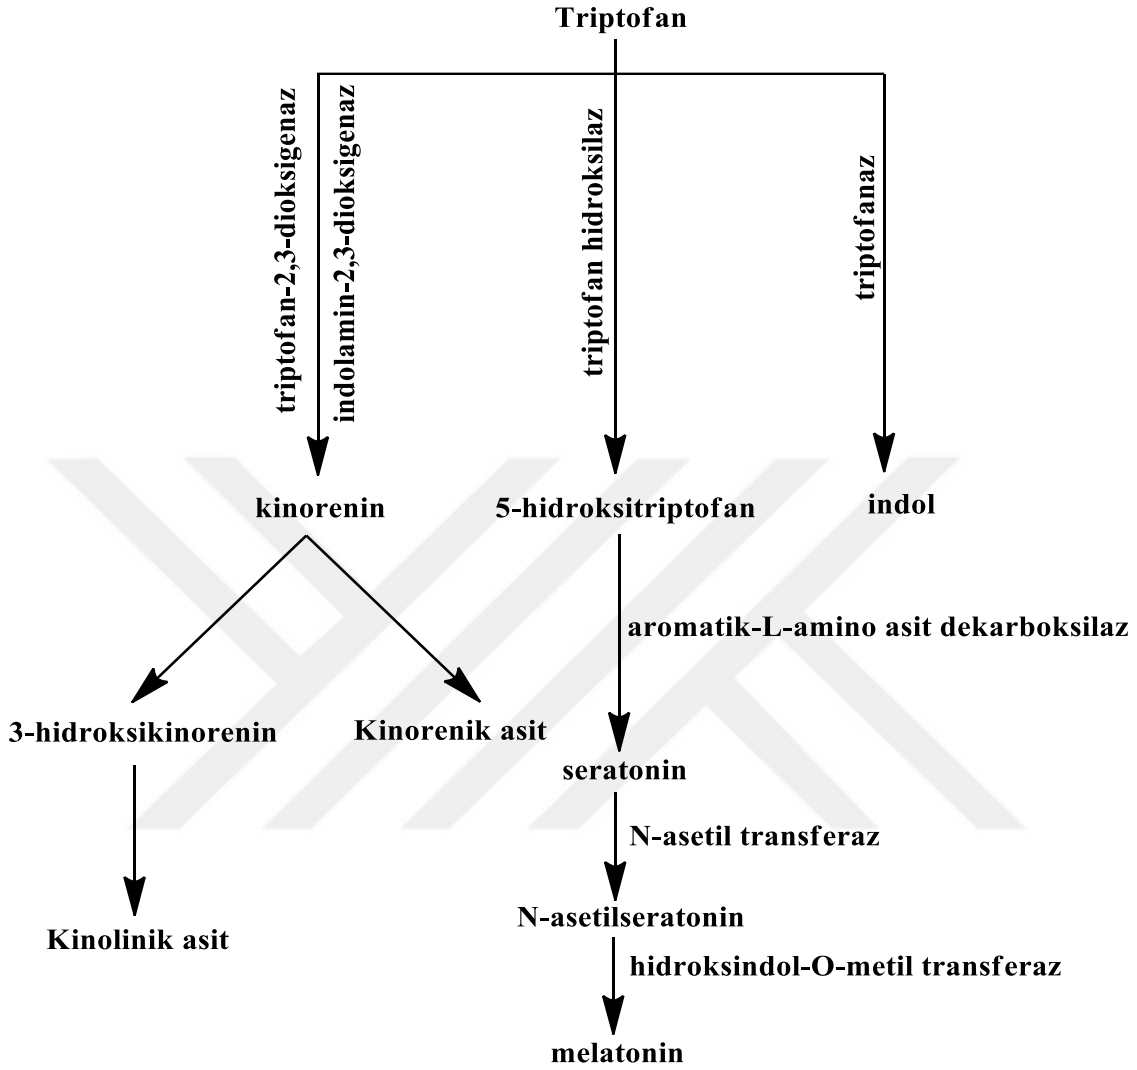 Triptofan
triptofan-2,3-dioksigenaz
indolamin-2,3-dioksigenaz
triptofan hidroksilaz
triptofanaz
kinorenin
5-hidroksitriptofan
indol
aromatik-L-amino asit dekarboksilaz
3-hidroksikinorenin
Kinorenik asit
seratonin
N-asetil transferaz
N-asetilseratonin
Kinolinik asit
hidroksindol-O-metil transferaz
melatonin